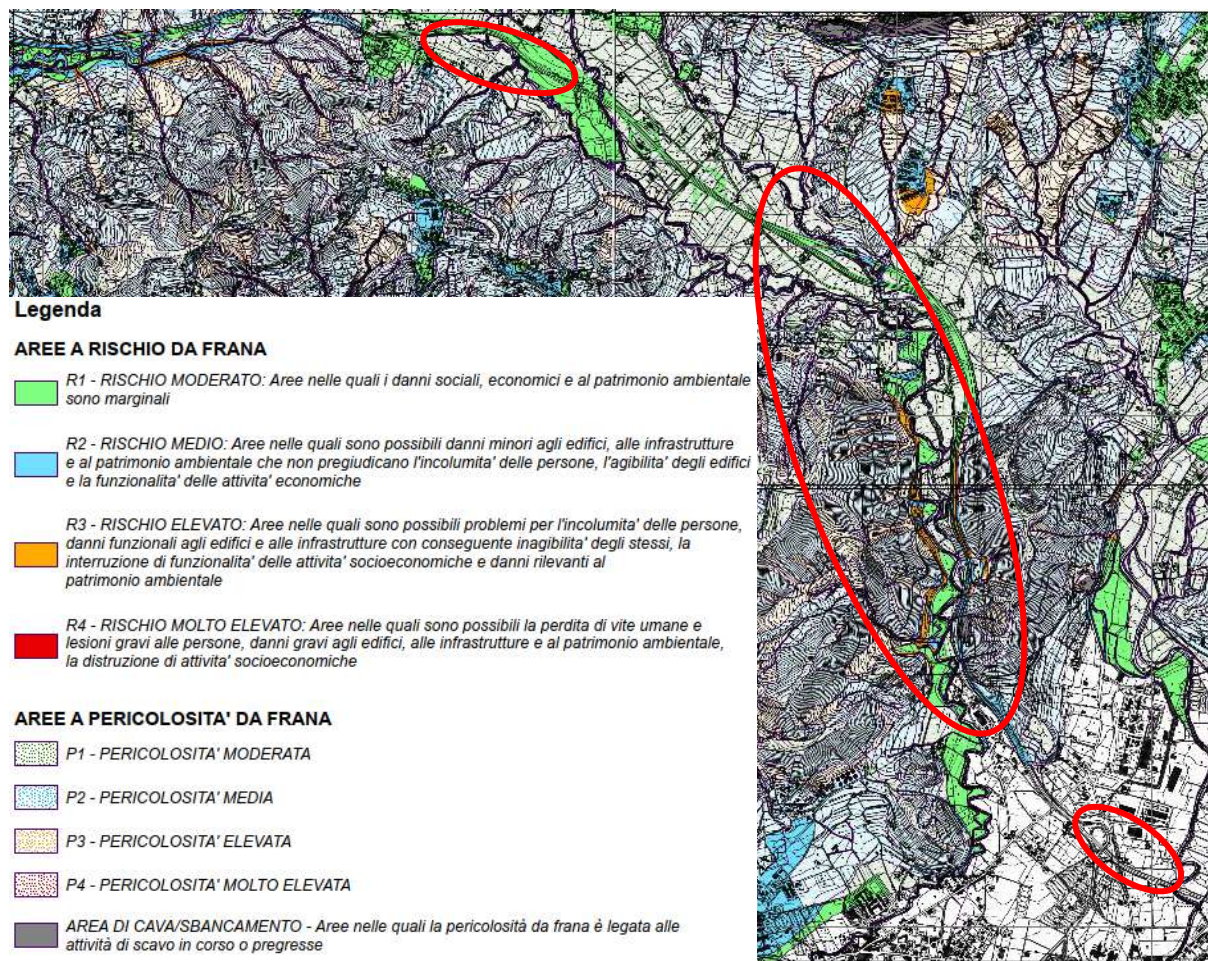 Legenda
AREE A RISCHIO DA FRANA
R1 - RISCHIO MODERATO: Aree nelle quali i danni sociali, economici e al patrimonio ambientale
sono marginali
R2 - RISCHIO MEDIO: Aree nelle quali sono possibili danni minori agli edifici, alle infrastrutture
e al patrimonio ambientale che non pregiudicano l'incolumita' delle persone, l'agibilita' degli edifici
e la funzionalita' delle attivita' economiche
R3 - RISCHIO ELEVATO: Aree nelle quali sono possibili problemi per l'incolumita' delle persone,
danni funzionali agli edifici e alle infrastrutture con conseguente inagibilita' degli stessi, la
interruzione di funzionalita' delle attivita' socioeconomiche e danni rilevanti al
patrimonio ambientale
R4 - RISCHIO MOLTO ELEVATO: Aree nelle quali sono possibili la perdita di vite umane e
lesioni gravi alle persone, danni gravi agli edifici, alle infrastrutture e al patrimonio ambientale,
la distruzione di attivita' socioeconomiche
AREE A PERICOLOSITA' DA FRANA
P1 - PERICOLOSITA' MODERATA
P2 - PERICOLOSITA' MEDIA
P3 - PERICOLOSITA' ELEVATA
P4 - PERICOLOSITA' MOLTO ELEVATA
AREA DI CAVA/SBANCAMENTO - Aree nelle quali la pericolosità da frana è legata alle
attività di scavo in corso o pregresse